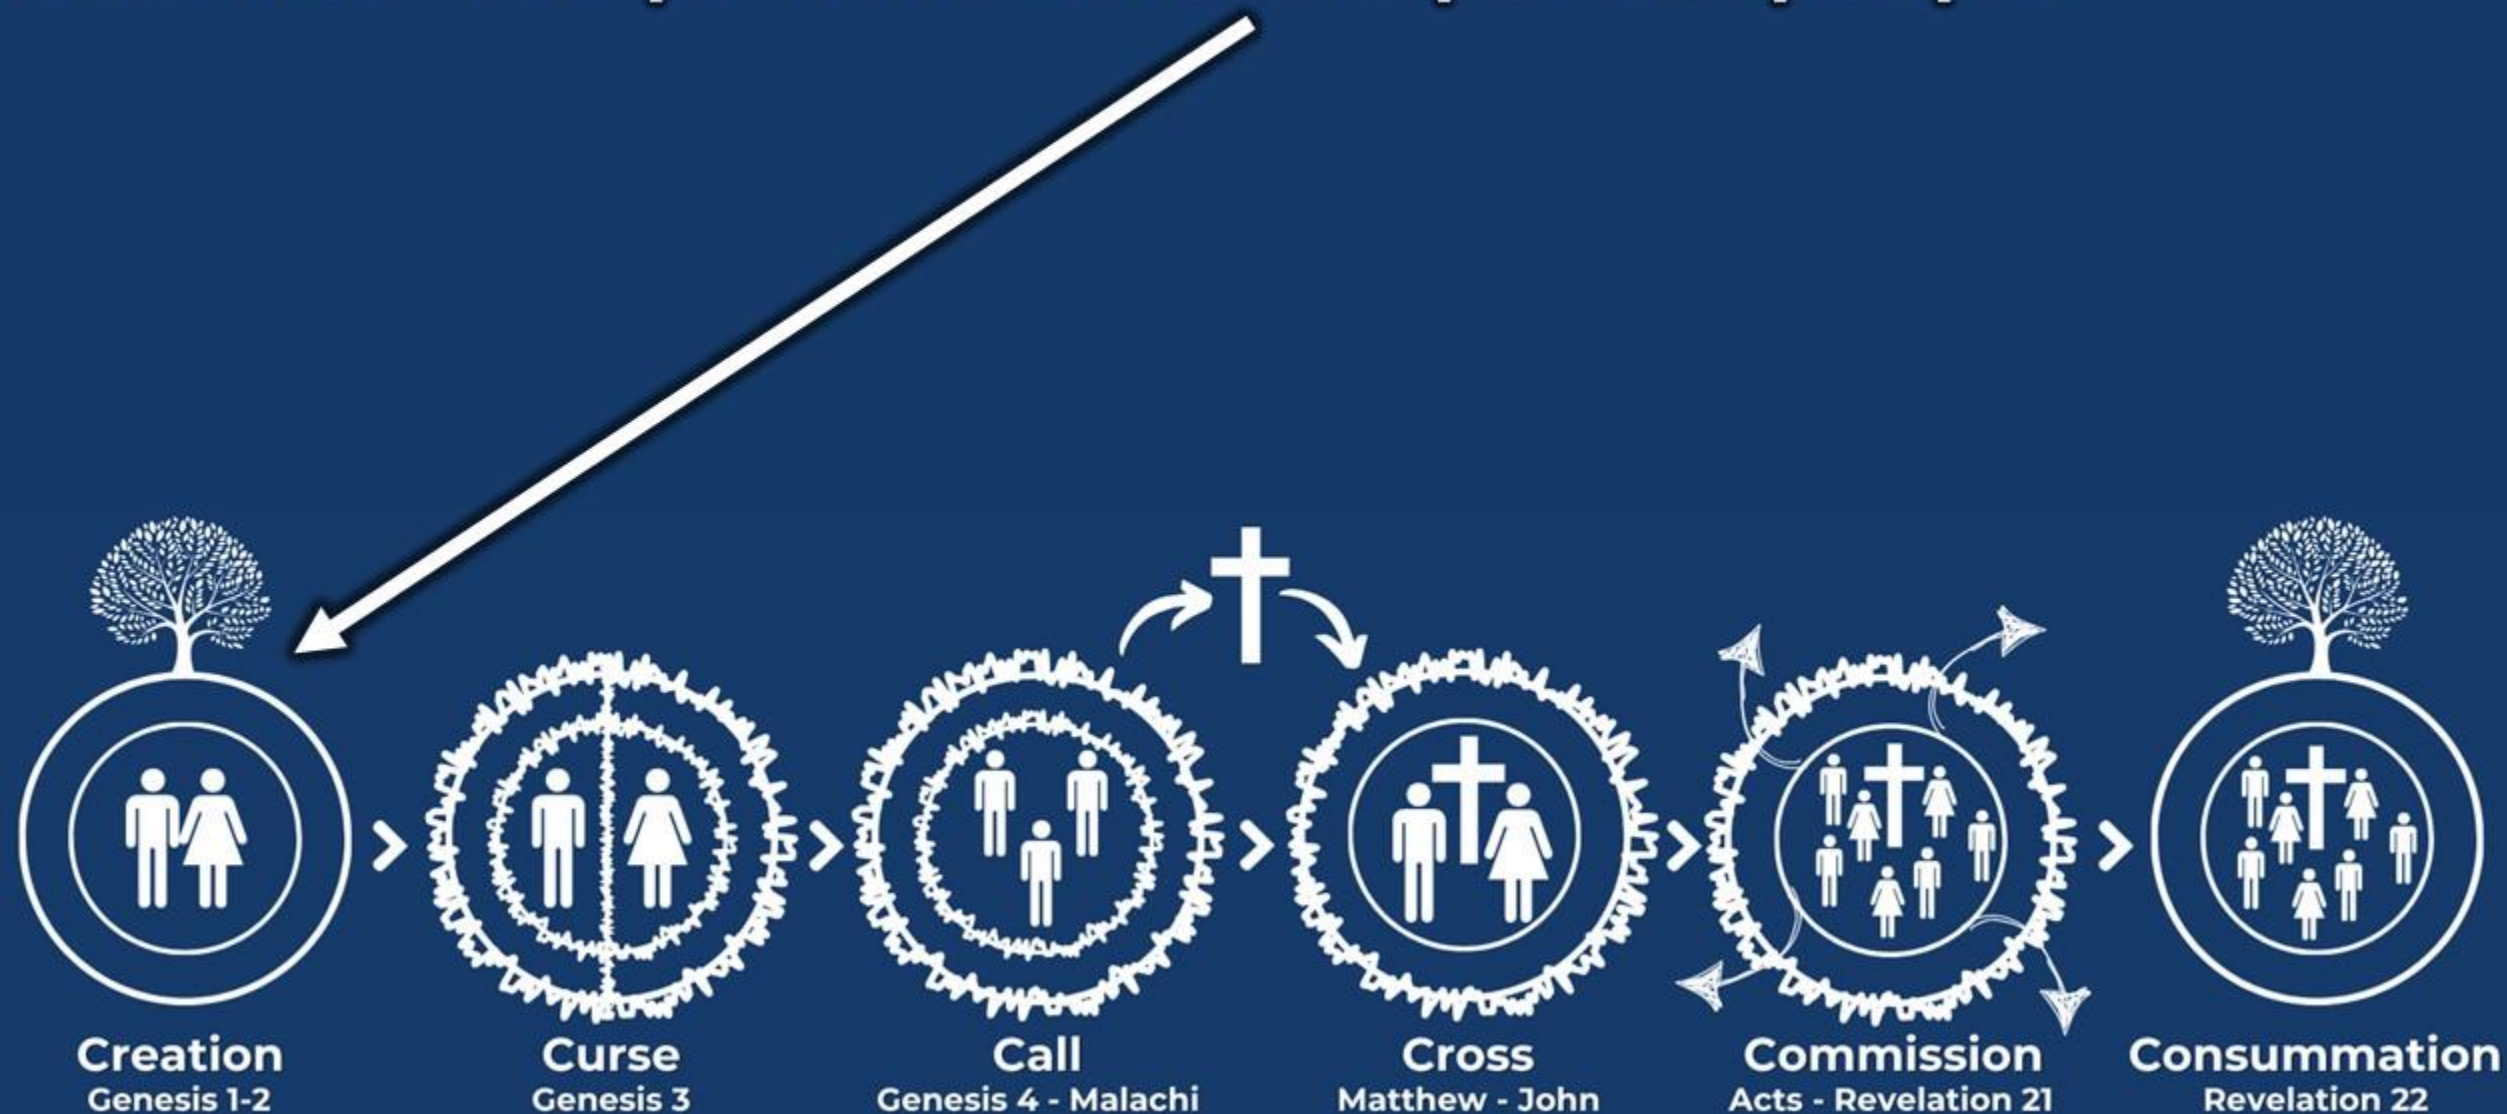 Creation
Genesis 1-2
Curse
Genesis 3
Call
Genesis 4 - Malachi
Cross
Matthew - John
Commission
Acts - Revelation 21
Consummation
Revelation 22